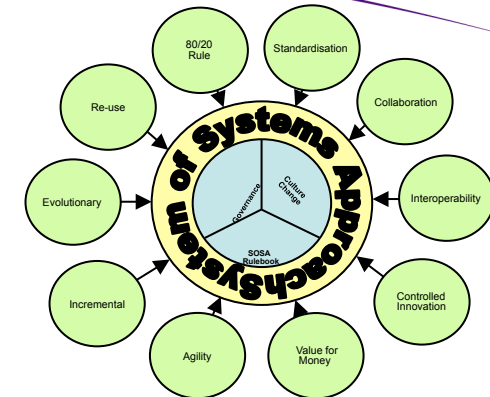 80/20
Rule
Standardisation
Collaboration
Interoperability
Controlled
Innovation
Value for
Money
Agility
Incremental
Evolutionary
Re-use
System of Systems Approach
Governance
Culture
Change
SOSA
Rulebook